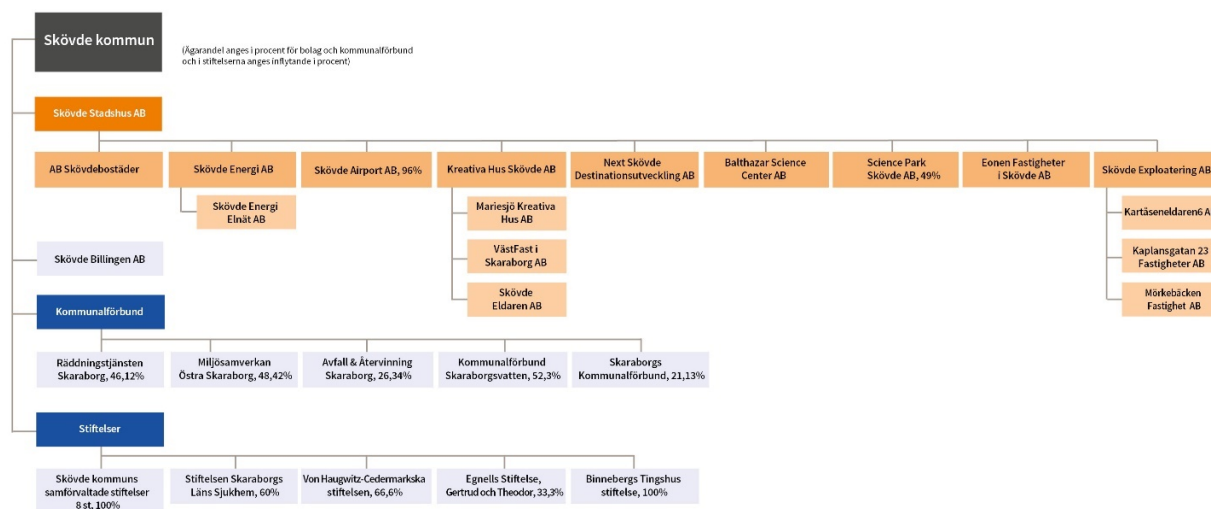 Skövde kommun
(Ägarandel anges i procent för bolag och kommunalförbund
och i stiftelserna anges inflytande i procent)
Skövde Stadshus AB
AB Skövdebostäder
Skövde Energi AB
Skövde Airport AB, 96%
Kreativa Hus Skövde AB
Next Skövde
Destinationsutveckling AB
Balthazar Science
Center AB
Science Park
Skövde AB, 49%
Eonen Fastigheter
i Skövde AB
Skövde Exploatering AB
Skövde Energi
Elnät AB
Mariesjö Kreativa
Hus AB
VästFast i
Skaraborg AB
Skövde
Eldaren AB
Kartåseneldaren6 A
Kaplansgatan 23
Fastigheter AB
Mörkebäcken
Fastighet AB
Skövde Billingen AB
Kommunalförbund
Räddningstjänsten
Skaraborg, 46,12%
Miljösamverkan
Östra Skaraborg, 48,42%
Avfall & Återvinning
Skaraborg, 26,34%
Kommunalförbund
Skaraborgsvatten, 52,3%
Skaraborgs
Kommunalförbund, 21,13%
Stiftelser
Skövde kommuns
samförvaltade stiftelser
8 st, 100%
Stiftelsen Skaraborgs
Läns Sjukhem, 60%
Von Haugwitz-Cedermarkska
stiftelsen, 66,6%
Egnells Stiftelse,
Gertrud och Theodor, 33,3%
Binnebergs Tingshus
stiftelse, 100%